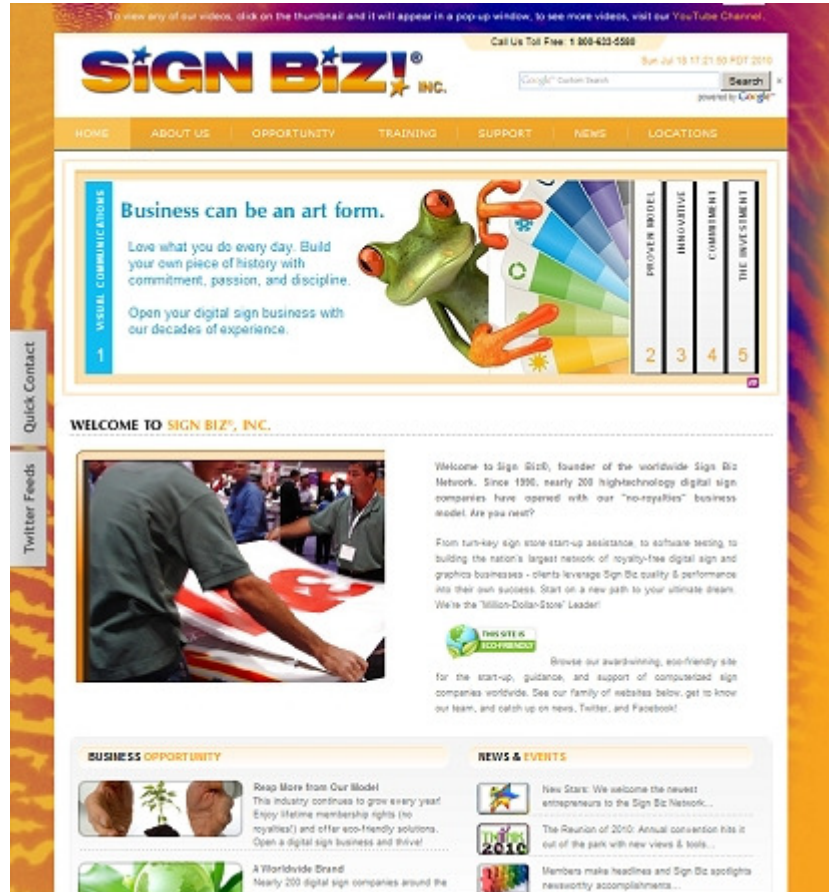 To view any of our videos, click on the thumbnail and it will appear in a pop-up window, to see more videos, visit our YouTube Channel.
SiGN BiZ!® INC.
Call Us Toll Free: 1 800-633-5580
Sun Jul 18 17:21:50 PDT 2010
Google™ Custom Search
Search
x
powered by Google™
HOME
ABOUT US
OPPORTUNITY
TRAINING
SUPPORT
NEWS
LOCATIONS
1 VISUAL COMMUNICATIONS
Business can be an art form.
Love what you do every day. Build
your own piece of history with
commitment, passion, and discipline.
Open your digital sign business with
our decades of experience.
2 PROVEN MODEL
3 INNOVATIVE
4 COMMITMENT
5 THE INVESTMENT
Quick Contact
Twitter Feeds
WELCOME TO SIGN BIZ®, INC.
Welcome to Sign Biz®, founder of the worldwide Sign Biz
Network. Since 1990, nearly 200 high-technology digital sign
companies have opened with our "no-royalties" business
model. Are you next?
From turn-key sign store start-up assistance, to software testing, to
building the nation's largest network of royalty-free digital sign and
graphics businesses - clients leverage Sign Biz quality & performance
into their own success. Start on a new path to your ultimate dream.
We're the "Million-Dollar-Store" Leader!
THIS SITE IS
ECO-FRIENDLY
Browse our award-winning, eco-friendly site
for the start-up, guidance, and support of computerized sign
companies worldwide. See our family of websites below, get to know
our team, and catch up on news, Twitter, and Facebook!
BUSINESS OPPORTUNITY
Reap More from Our Model
This industry continues to grow every year!
Enjoy lifetime membership rights (no
royalties!) and offer eco-friendly solutions.
Open a digital sign business and thrive!
A Worldwide Brand
Nearly 200 digital sign companies around the
NEWS & EVENTS
New Stars: We welcome the newest
entrepreneurs to the Sign Biz Network...
THINK
2010
The Reunion of 2010: Annual convention hits it
out of the park with new views & tools...
Members make headlines and Sign Biz spotlights
newsworthy accomplishments...